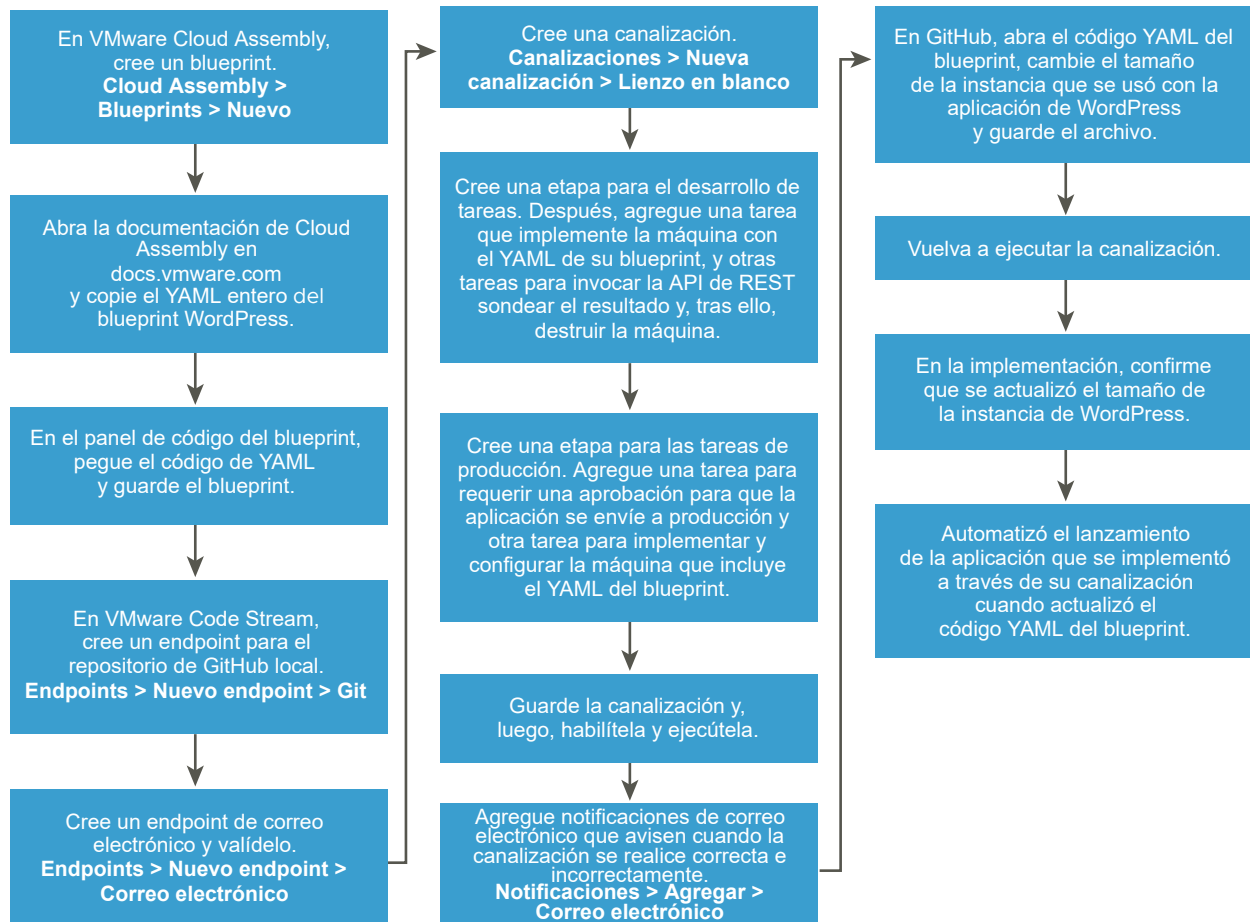 En VMware Cloud Assembly,
cree un blueprint.
Cloud Assembly >
Blueprints > Nuevo
Abra la documentación de Cloud
Assembly en
docs.vmware.com
y copie el YAML entero del
blueprint WordPress.
En el panel de código del blueprint,
pegue el código de YAML
y guarde el blueprint.
En VMware Code Stream,
cree un endpoint para el
repositorio de GitHub local.
Endpoints > Nuevo endpoint > Git
Cree un endpoint de correo
electrónico y valídelo.
Endpoints > Nuevo endpoint >
Correo electrónico
Cree una canalización.
Canalizaciones > Nueva
canalización > Lienzo en blanco
Cree una etapa para el desarrollo de
tareas. Después, agregue una tarea
que implemente la máquina con
el YAML de su blueprint, y otras
tareas para invocar la API de REST
sondear el resultado y, tras ello,
destruir la máquina.
Cree una etapa para las tareas de
producción. Agregue una tarea para
requerir una aprobación para que la
aplicación se envíe a producción y
otra tarea para implementar y
configurar la máquina que incluye
el YAML del blueprint.
Guarde la canalización y,
luego, habilítela y ejecútela.
Agregue notificaciones de correo
electrónico que avisen cuando la
canalización se realice correcta e
incorrectamente.
Notificaciones > Agregar >
Correo electrónico
En GitHub, abra el código YAML del
blueprint, cambie el tamaño
de la instancia que se usó con la
aplicación de WordPress
y guarde el archivo.
Vuelva a ejecutar la canalización.
En la implementación, confirme
que se actualizó el tamaño de
la instancia de WordPress.
Automatizó el lanzamiento
de la aplicación que se implementó
a través de su canalización
cuando actualizó el
código YAML del blueprint.